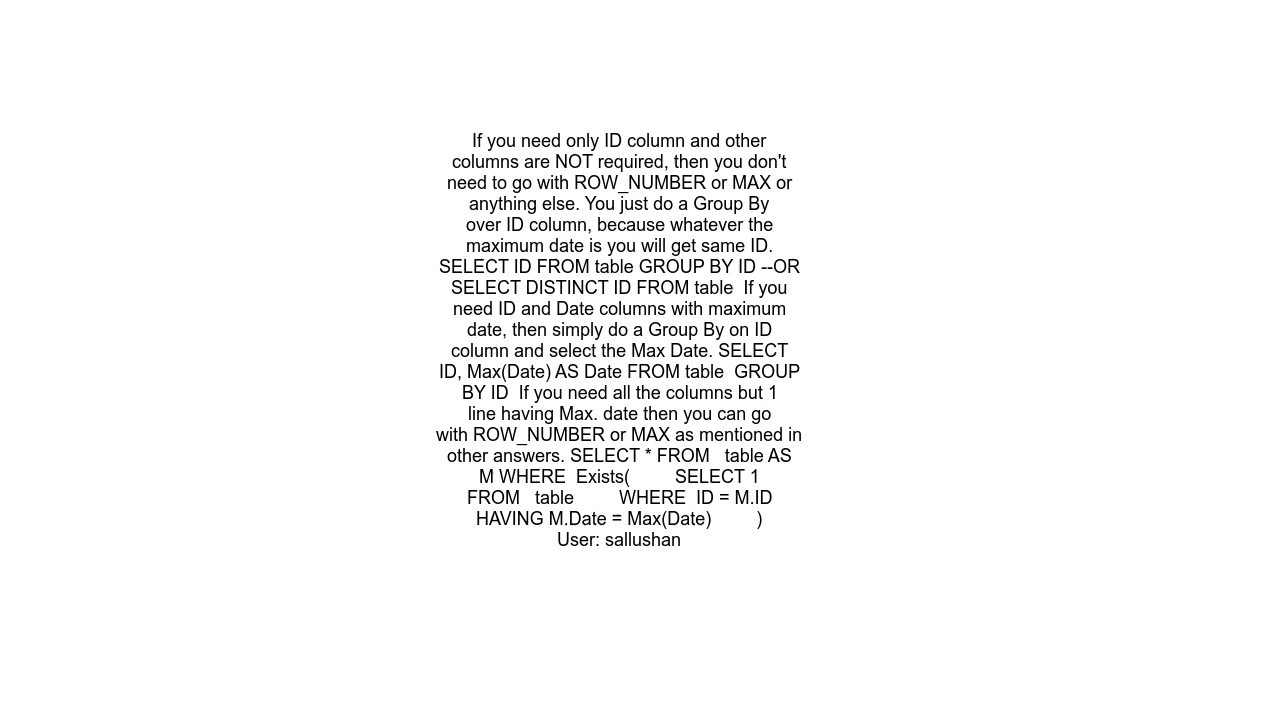 If you need only ID column and other
columns are NOT required, then you don't
need to go with ROW_NUMBER or MAX or
anything else. You just do a Group By
over ID column, because whatever the
maximum date is you will get same ID.
SELECT ID FROM table GROUP BY ID --OR
SELECT DISTINCT ID FROM table  If you
need ID and Date columns with maximum
date, then simply do a Group By on ID
column and select the Max Date. SELECT
ID, Max(Date) AS Date FROM table  GROUP
BY ID  If you need all the columns but 1
line having Max. date then you can go
with ROW_NUMBER or MAX as mentioned in
other answers. SELECT * FROM   table AS
M WHERE  Exists(         SELECT 1
FROM   table         WHERE  ID = M.ID
HAVING M.Date = Max(Date)         )
User: sallushan